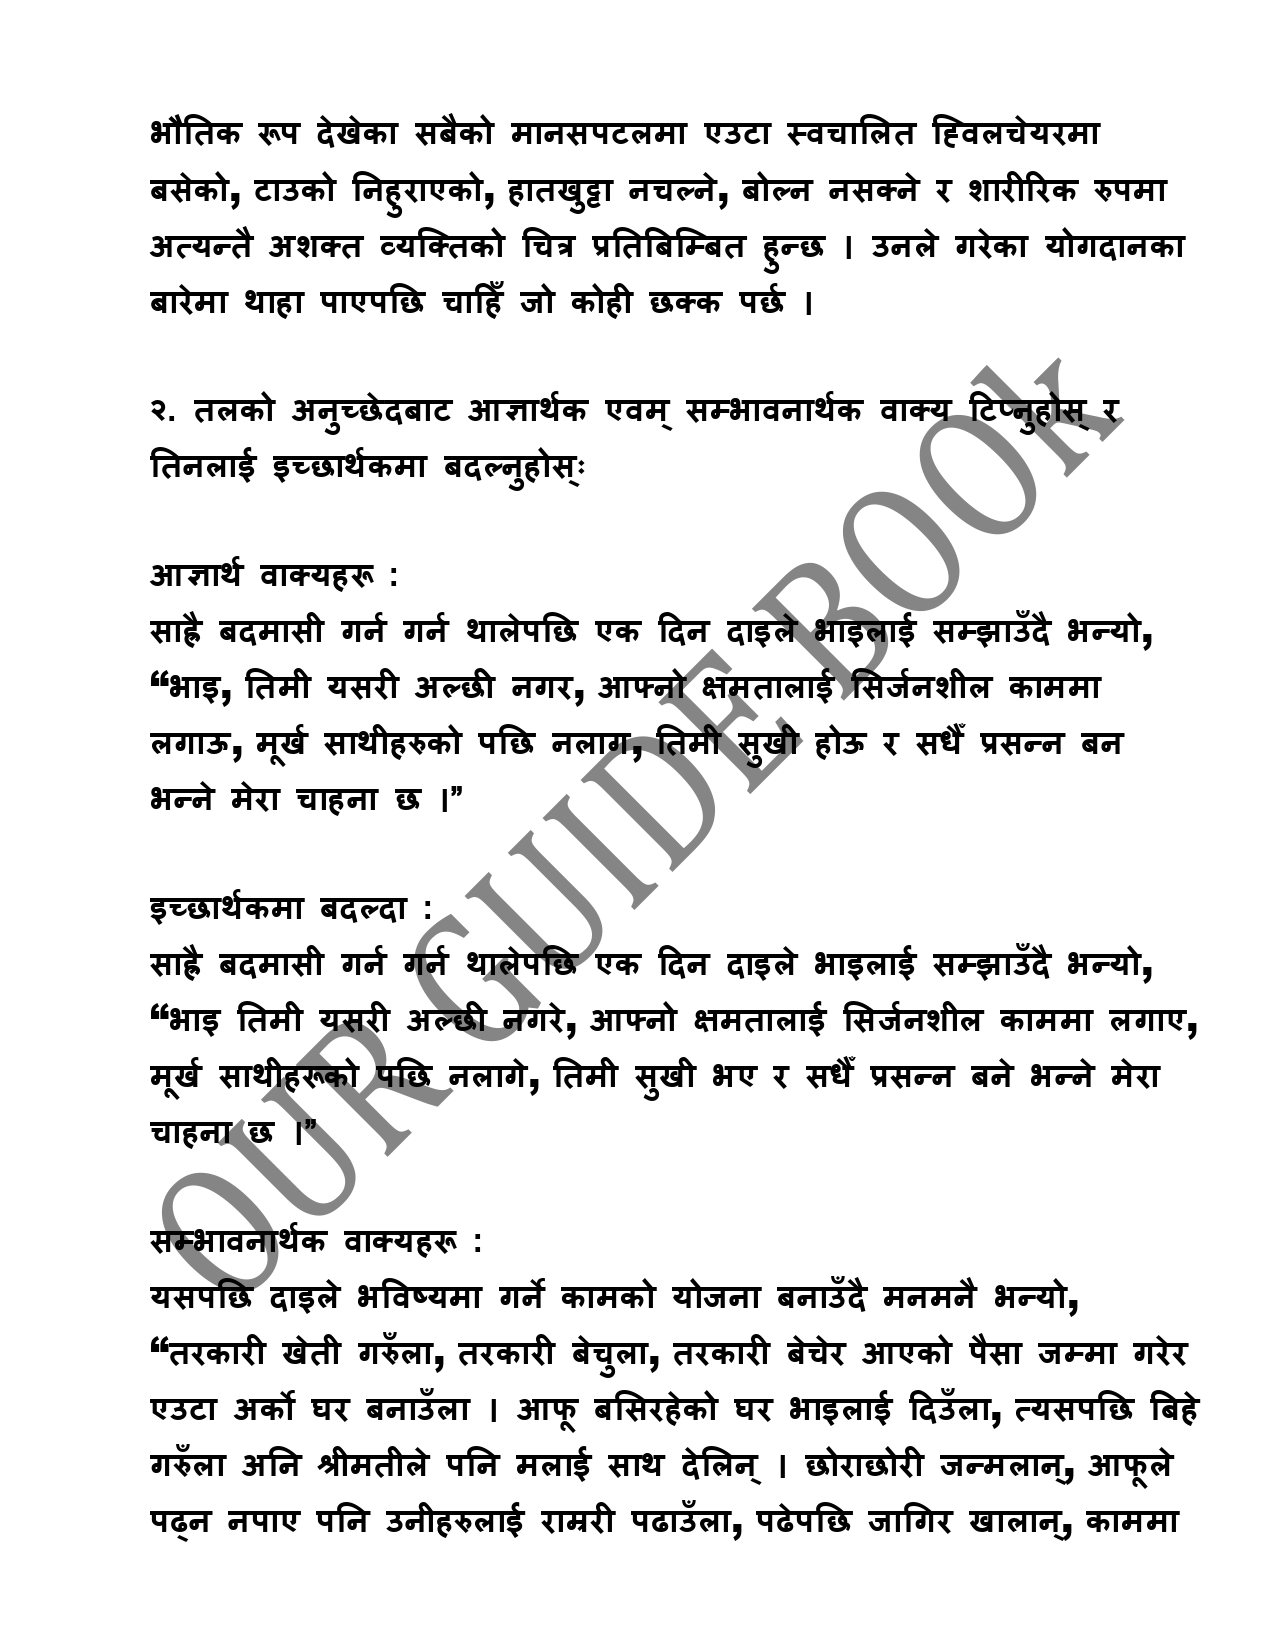 भौतिक रूप देखेका सबैको मानसपटलमा एउटा स्वचालित ह्विलचेयरमा
बसेको, टाउको निहुराएको, हातखुट्टा नचल्ने, बोल्न नसक्ने र शारीरिक रुपमा
अत्यन्तै अशक्त व्यक्तिको चित्र प्रतिबिम्बित हुन्छ । उनले गरेका योगदानका
बारेमा थाहा पाएपछि चाहिँ जो कोही छक्क पर्छ ।
२. तलको अनुच्छेदबाट आज्ञार्थक एवम् सम्भावनार्थक वाक्य टिप्नुहोस् र
तिनलाई इच्छार्थकमा बदल्नुहोस्ः
आज्ञार्थ वाक्यहरू :
साह्रै बदमासी गर्न गर्न थालेपछि एक दिन दाइले भाइलाई सम्झाउँदै भन्यो,
“भाइ, तिमी यसरी अल्छी नगर, आफ्नो क्षमतालाई सिर्जनशील काममा
लगाऊ, मूर्ख साथीहरुको पछि नलाग, तिमी सुखी होऊ र सधैँ प्रसन्न बन
भन्ने मेरा चाहना छ ।”
इच्छार्थकमा बदल्दा :
साह्रै बदमासी गर्न गर्न थालेपछि एक दिन दाइले भाइलाई सम्झाउँदै भन्यो,
“भाइ तिमी यसरी अल्छी नगरे, आफ्नो क्षमतालाई सिर्जनशील काममा लगाए,
मूर्ख साथीहरूको पछि नलागे, तिमी सुखी भए र सधैँ प्रसन्न बने भन्ने मेरा
चाहना छ ।”
सम्भावनार्थक वाक्यहरू :
यसपछि दाइले भविष्यमा गर्ने कामको योजना बनाउँदै मनमनै भन्यो,
“तरकारी खेती गरुँला, तरकारी बेचुला, तरकारी बेचेर आएको पैसा जम्मा गरेर
एउटा अर्को घर बनाउँला । आफू बसिरहेको घर भाइलाई दिउँला, त्यसपछि बिहे
गरुँला अनि श्रीमतीले पनि मलाई साथ देलिन् । छोराछोरी जन्मलान्, आफूले
पढ्न नपाए पनि उनीहरुलाई राम्ररी पढाउँला, पढेपछि जागिर खालान्, काममा
OUR GUIDE BOOk